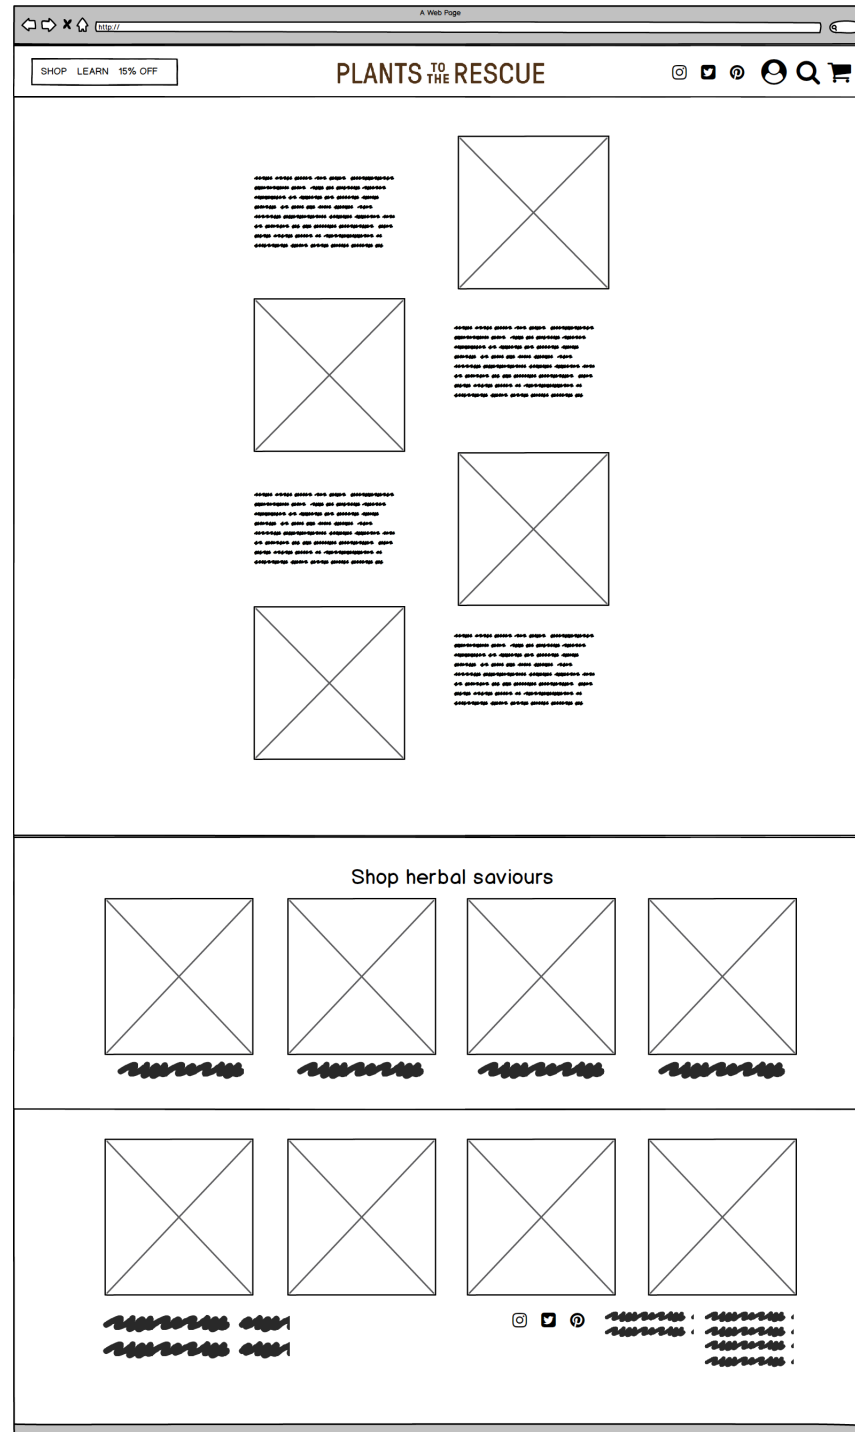 A Web Page
http://
SHOP LEARN 15% OFF
PLANTS TO THE RESCUE
Shop herbal saviours